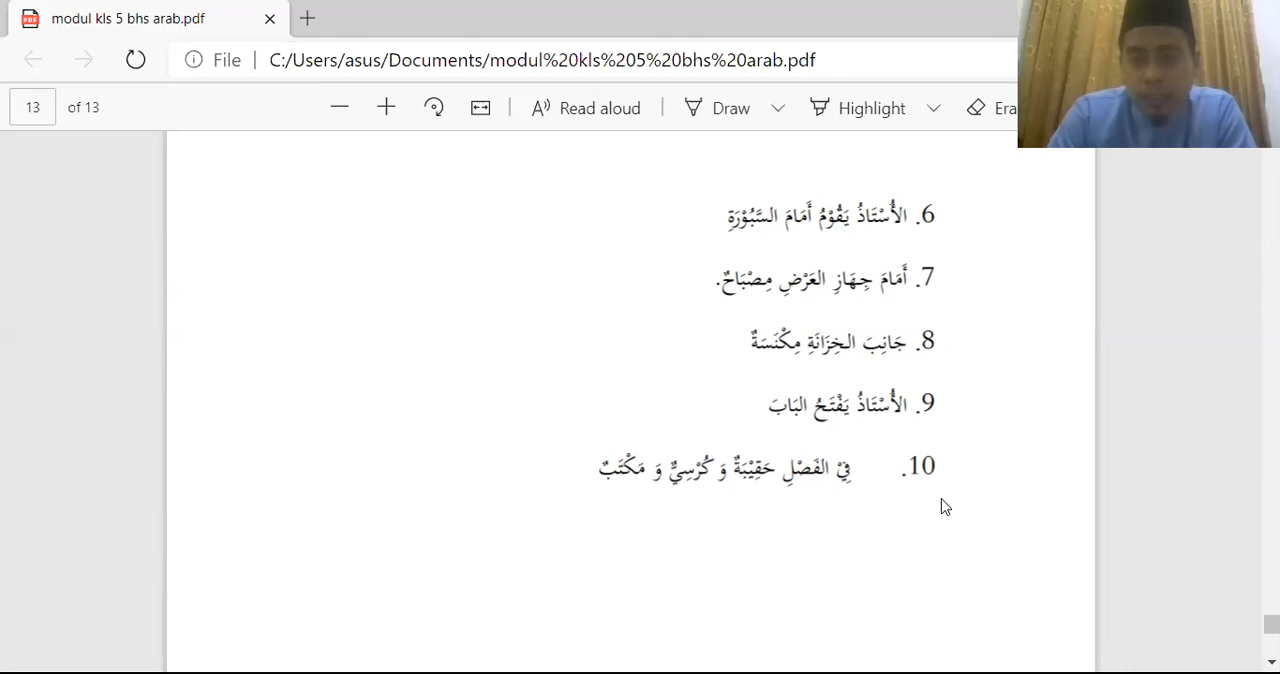 modul kls 5 bhs arab.pdf
File | C:/Users/asus/Documents/modul%20kls%205%20bhs%20arab.pdf
13 of 13 Read aloud Draw Highlight Era
6. الأُسْتَاذُ يَقُوْمُ أَمَامَ السَّبُوْرَةِ
7. أَمَامَ جِهَازِ العَرْضِ مِصْبَاحٌ.
8. جَانِبَ الخِزَانَةِ مِكْنَسَةٌ
9. الأُسْتَاذُ يَفْتَحُ البَابَ
10. فِيْ الفَصْلِ حَقِيْبَةٌ وَ كُرْسِيٌّ وَ مَكْتَبٌ